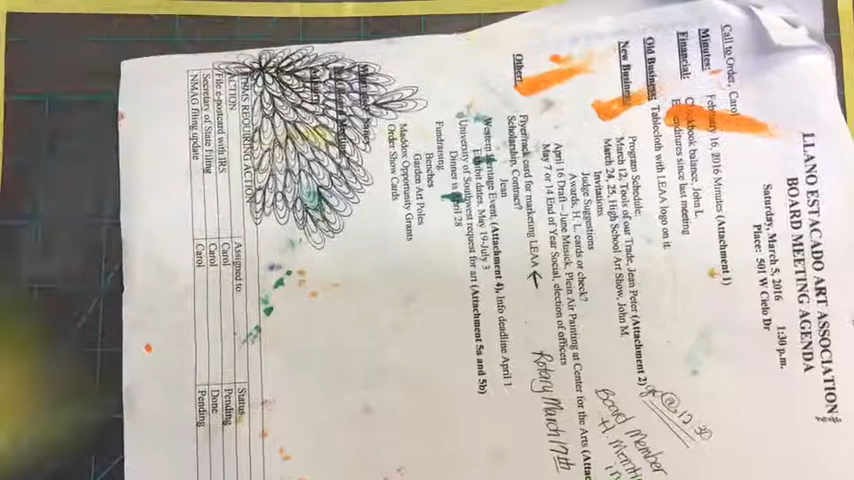 LLANO ESTACADO ART ASSOCIATION
BOARD MEETING AGENDA
Saturday, March 5, 2016 1:30 p.m.
Place: 501 W Cielo Dr
Call to Order, Carol
Minutes: February 16, 2016 Minutes (Attachment 1)
Financial: Checkbook balance, John L.
Expenditures since last meeting
Old Business: Tablecloth with LEAA logo on it
New Business:
Program Schedule:
March 12, Tools of our Trade, Jean Peter (Attachment 2)
March 24, 25, High School Art Show, John M.
Invitations
Judge Suggestions
Awards, H. L. cards or check?
April 16 Draft – June Musick, Plein Air Painting at Center for the Arts
May 7 or 14 End of Year Social, election of officers
Other:
Flyer/rack card for marketing LEAA
Rotary March 17th
Scholarship, Contract?
Jean
Western Heritage Event, (Attachment 4), info deadline April 1
Exhibit dates, May 19-July 3
University of Southwest request for art (Attachment 5a and 5b)
Dinner is April 28
Fundraising
Benches
Garden Art Poles
Maddox Opportunity Grants
Order Show Cards
@ 12:30
Board member
ITEMS REQUIRING ACTION
ACTION Assigned to Status
File e-postcard with IRS Carol Pending
Secretary of State Filing Carol Done
NMAG filing update Carol Pending